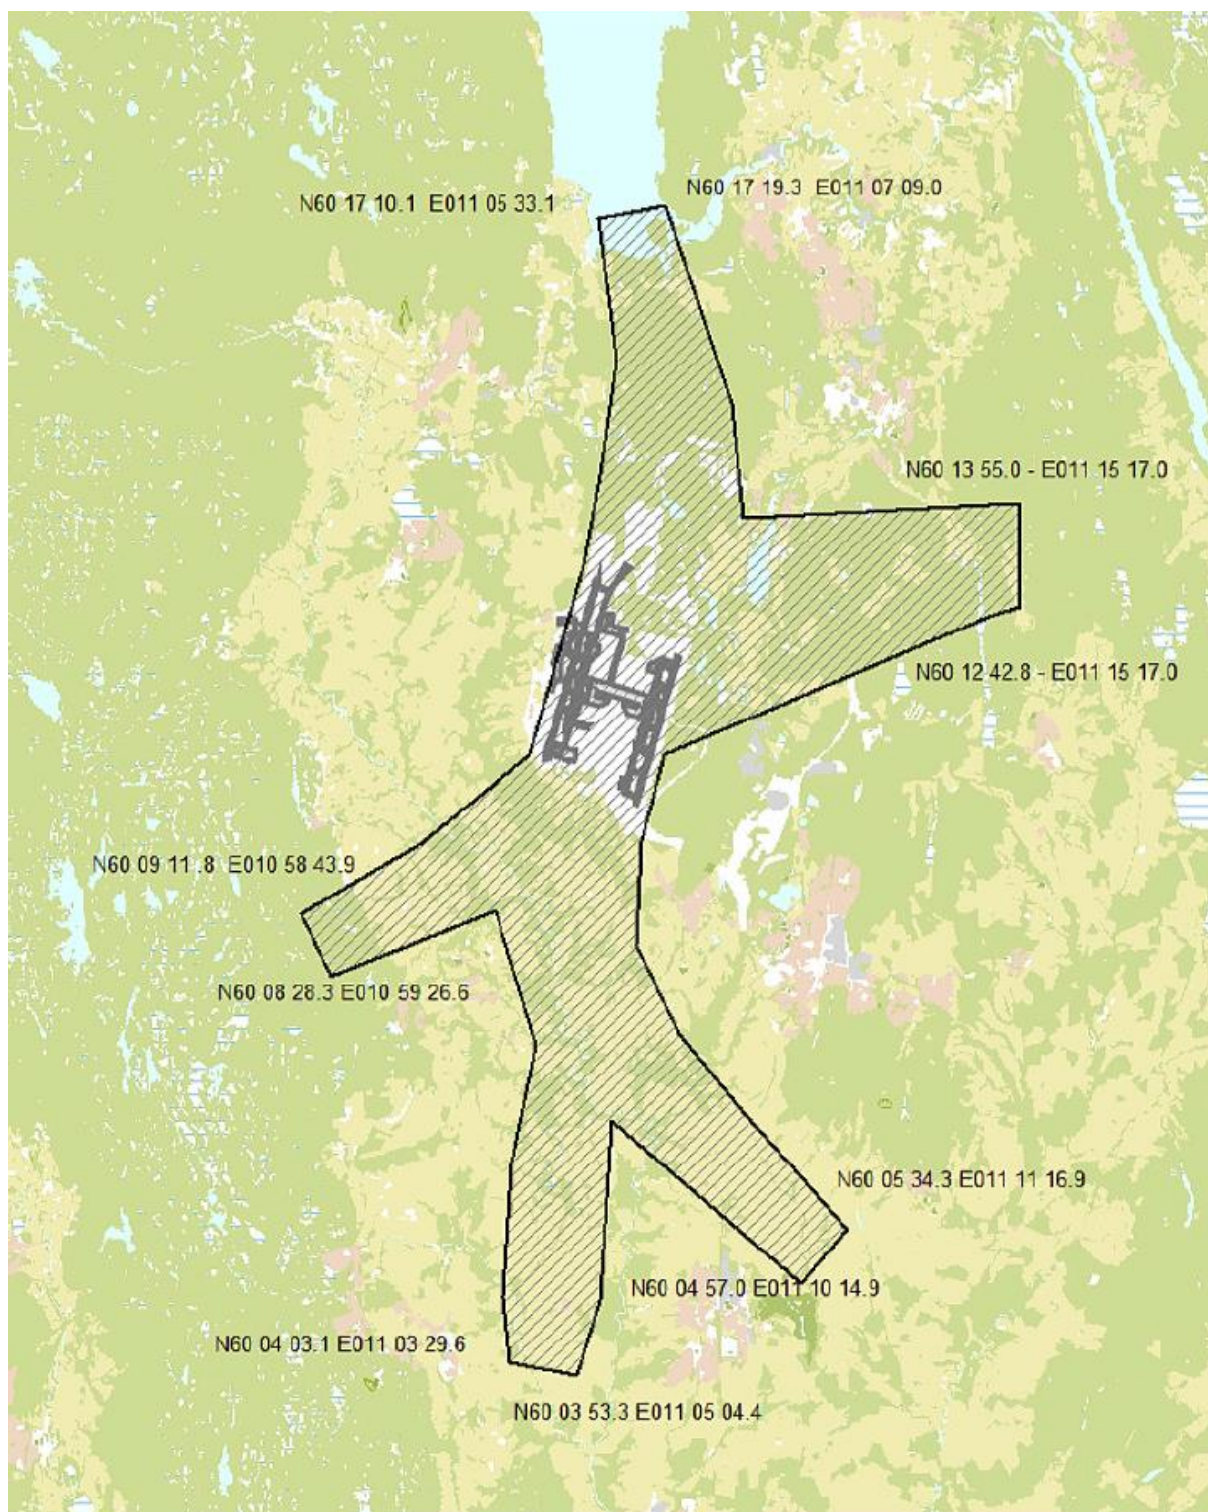 N60 17 19.3 E011 07 09.0
N60 17 10.1 E011 05 33.1
N60 13 55.0 - E011 15 17.0
N60 12 42.8 - E011 15 17.0
N60 09 11.8 E010 58 43.9
N60 08 28.3 E010 59 26.6
N60 05 34.3 E011 11 16.9
N60 04 57.0 E011 10 14.9
N60 04 03.1 E011 03 29.6
N60 03 53.3 E011 05 04.4